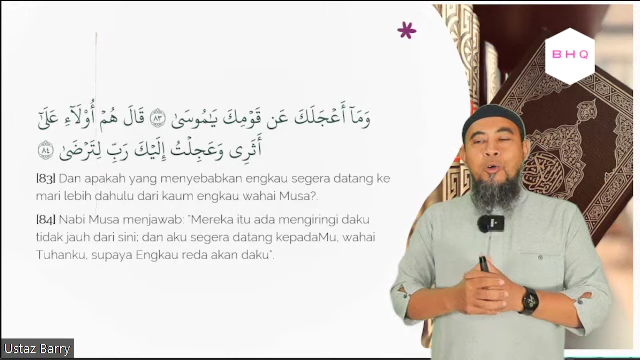 BHQ
وَمَآ أَعْجَلَكَ عَن قَوْمِكَ يَـٰمُوسَىٰ ۝٨٣ قَالَ هُمْ أُو۟لَآءِ عَلَىٰٓ
أَثَرِى وَعَجِلْتُ إِلَيْكَ رَبِّ لِتَرْضَىٰ ۝٨٤
[83] Dan apakah yang menyebabkan engkau segera datang ke
mari lebih dahulu dari kaum engkau wahai Musa?.
[84] Nabi Musa menjawab: "Mereka itu ada mengiringi daku
tidak jauh dari sini; dan aku segera datang kepadaMu, wahai
Tuhanku, supaya Engkau reda akan daku".
Ustaz Barry